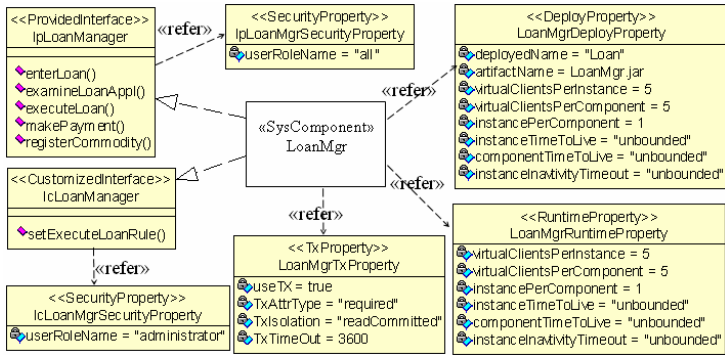 <<ProvidedInterface>>
IpLoanManager
enterLoan()
examineLoanAppl()
executeLoan()
makePayment()
registerCommodity()
«refer»
<<SecurityProperty>>
IpLoanMgrSecurityProperty
userRoleName = "all"
<<DeployProperty>>
LoanMgrDeployProperty
deployedName = "Loan"
artifactName = LoanMgr.jar
virtualClientsPerInstance = 5
virtualClientsPerComponent = 5
instancePerComponent = 1
instanceTimeToLive = "unbounded"
componentTimeToLive = "unbounded"
instanceInavtivityTimeout = "unbounded"
«refer»
«SysComponent»
LoanMgr
<<CustomizedInterface>>
IcLoanManager
setExecuteLoanRule()
«refer»
«refer»
«refer»
<<SecurityProperty>>
IcLoanMgrSecurityProperty
userRoleName = "administrator"
<<TxProperty>>
LoanMgrTxProperty
useTX = true
TxAttrType = "required"
TxIsolation = "readCommitted"
TxTimeOut = 3600
<<RuntimeProperty>>
LoanMgrRuntimeProperty
virtualClientsPerInstance = 5
virtualClientsPerComponent = 5
instancePerComponent = 1
instanceTimeToLive = "unbounded"
componentTimeToLive = "unbounded"
instanceInavtivityTimeout = "unbounded"